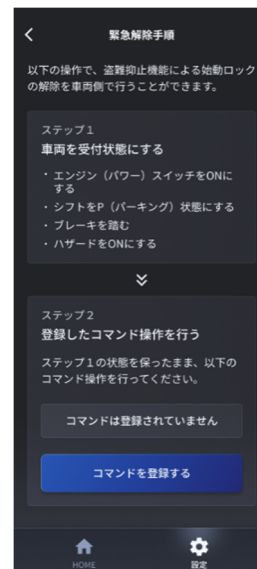 緊急解除手順
以下の操作で、盗難抑止機能による始動ロック
の解除を車両側で行うことができます。
ステップ1
車両を受付状態にする
・エンジン（パワー）スイッチをONに
する
・シフトをP（パーキング）状態にする
・ブレーキを踏む
・ハザードをONにする
ステップ2
登録したコマンド操作を行う
ステップ1の状態を保ったまま、以下の
コマンド操作を行ってください。
コマンドは登録されていません
コマンドを登録する
HOME
設定